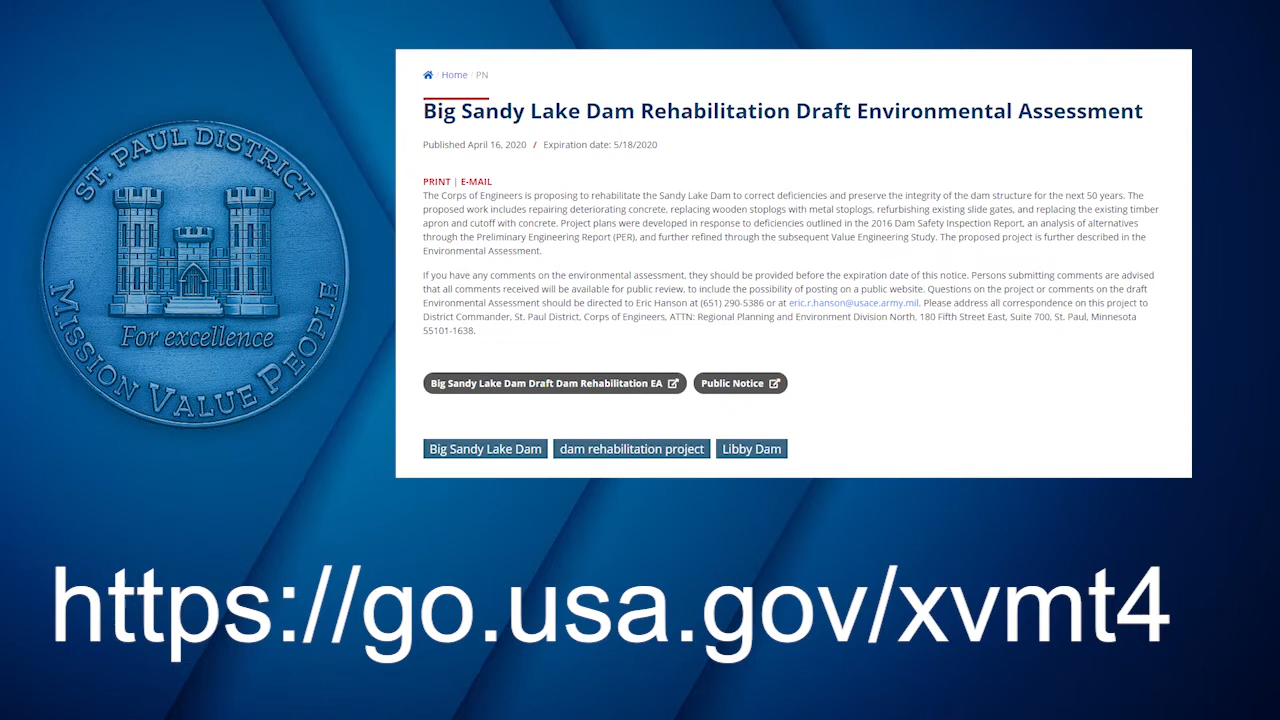 ST. PAUL DISTRICT
For excellence
MISSION VALUE PEOPLE
Home / PN
Big Sandy Lake Dam Rehabilitation Draft Environmental Assessment
Published April 16, 2020 / Expiration date: 5/18/2020
PRINT | E-MAIL
The Corps of Engineers is proposing to rehabilitate the Sandy Lake Dam to correct deficiencies and preserve the integrity of the dam structure for the next 50 years. The
proposed work includes repairing deteriorating concrete, replacing wooden stoplogs with metal stoplogs, refurbishing existing slide gates, and replacing the existing timber
apron and cutoff with concrete. Project plans were developed in response to deficiencies outlined in the 2016 Dam Safety Inspection Report, an analysis of alternatives
through the Preliminary Engineering Report (PER), and further refined through the subsequent Value Engineering Study. The proposed project is further described in the
Environmental Assessment.
If you have any comments on the environmental assessment, they should be provided before the expiration date of this notice. Persons submitting comments are advised
that all comments received will be available for public review, to include the possibility of posting on a public website. Questions on the project or comments on the draft
Environmental Assessment should be directed to Eric Hanson at (651) 290-5386 or at eric.r.hanson@usace.army.mil. Please address all correspondence on this project to
District Commander, St. Paul District, Corps of Engineers, ATTN: Regional Planning and Environment Division North, 180 Fifth Street East, Suite 700, St. Paul, Minnesota
55101-1638.
Big Sandy Lake Dam Draft Dam Rehabilitation EA Public Notice
Big Sandy Lake Dam dam rehabilitation project Libby Dam
https://go.usa.gov/xvmt4